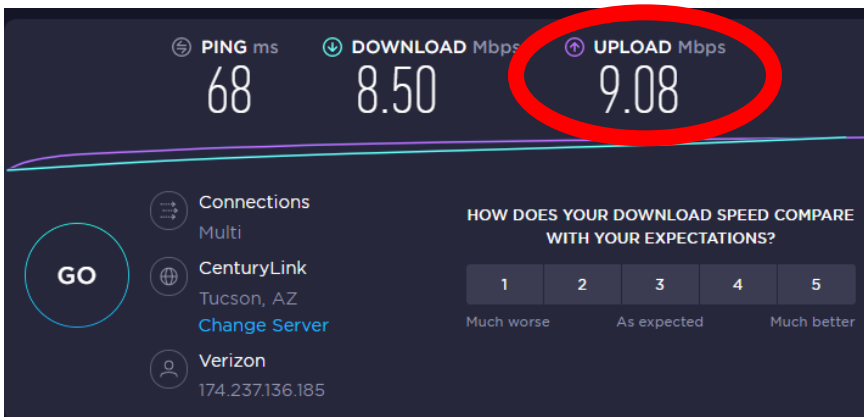 PING ms
68
DOWNLOAD Mbps
8.50
UPLOAD Mbps
9.08
GO
Connections
Multi
CenturyLink
Tucson, AZ
Change Server
Verizon
174.237.136.185
HOW DOES YOUR DOWNLOAD SPEED COMPARE
WITH YOUR EXPECTATIONS?
1 2 3 4 5
Much worse As expected Much better